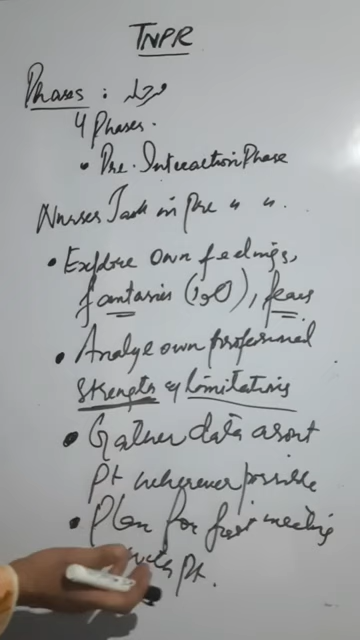 TNPR
Phases : مرحلہ
4 Phases.
• Pre-Interaction Phase
Nurses Task in Pre " ".
• Explore own feelings,
fantasies ( ), fears
• Analyze own professional
strengths & limitations
• Gather data about
Pt wherever possible
• Plan for first meeting
with pt.